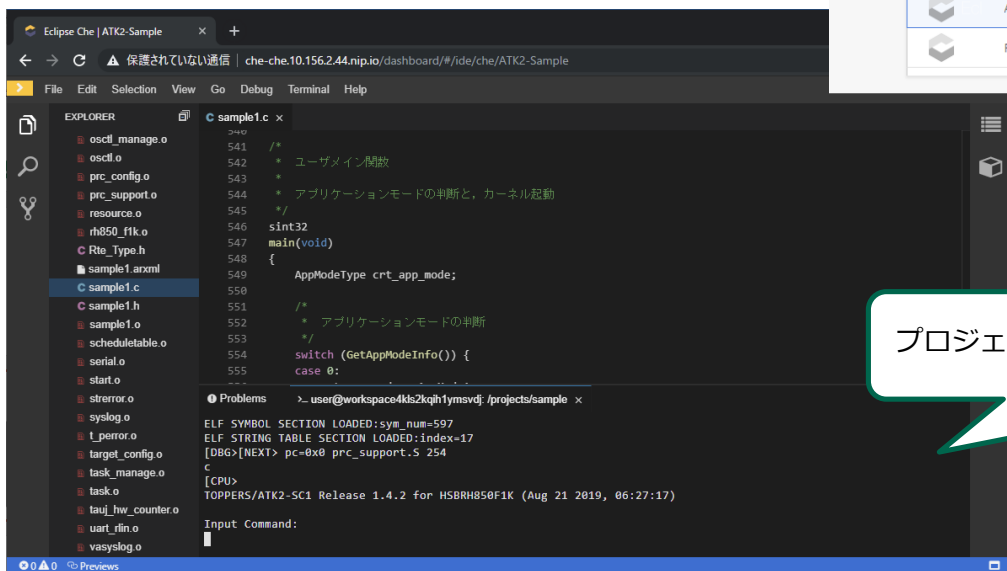 Eclipse Che | ATK2-Sample
保護されていない通信 | che-che.10.156.2.44.nip.io/dashboard/#/ide/che/ATK2-Sample
File Edit Selection View Go Debug Terminal Help
EXPLORER
osctl_manage.o
osctl.o
prc_config.o
prc_support.o
resource.o
rh850_f1k.o
Rte_Type.h
sample1.arxml
sample1.c
sample1.h
sample1.o
scheduletable.o
serial.o
start.o
strerror.o
syslog.o
t_perror.o
target_config.o
task_manage.o
task.o
tauj_hw_counter.o
uart_rlin.o
vasyslog.o
C sample1.c ×
540
541 /*
542 * ユーザメイン関数
543 *
544 * アプリケーションモードの判断と，カーネル起動
545 */
546 sint32
547 main(void)
548 {
549 AppModeType crt_app_mode;
550
551 /*
552 * アプリケーションモードの判断
553 */
554 switch (GetAppModeInfo()) {
555 case 0:
Problems >_ user@workspace4kls2kqih1ymsvdj: /projects/sample ×
ELF SYMBOL SECTION LOADED:sym_num=597
ELF STRING TABLE SECTION LOADED:index=17
[DBG>[NEXT> pc=0x0 prc_support.S 254
c
[CPU>
TOPPERS/ATK2-SC1 Release 1.4.2 for HSBRH850F1K (Aug 21 2019, 06:27:17)
Input Command:
0 0 Previews
プロジェ